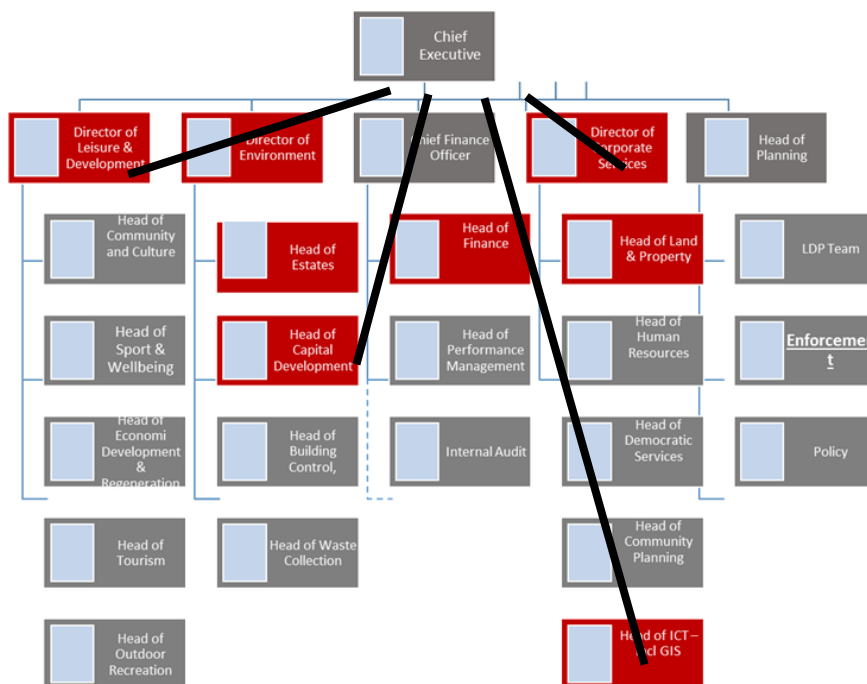 Chief
Executive
Director of
Leisure &
Development
Director of
Environment
Chief Finance
Officer
Director of
Corporate
Services
Head of
Planning
Head of
Community
and Culture
Head of
Estates
Head of
Finance
Head of Land
& Property
LDP Team
Head of
Sport &
Wellbeing
Head of
Capital
Development
Head of
Performance
Management
Head of
Human
Resources
Enforcemen
t
Head of
Economi
Development
&
Regeneration
Head of
Building
Control,
Internal Audit
Head of
Democratic
Services
Policy
Head of
Tourism
Head of Waste
Collection
Head of
Community
Planning
Head of
Outdoor
Recreation
Head of ICT –
incl GIS